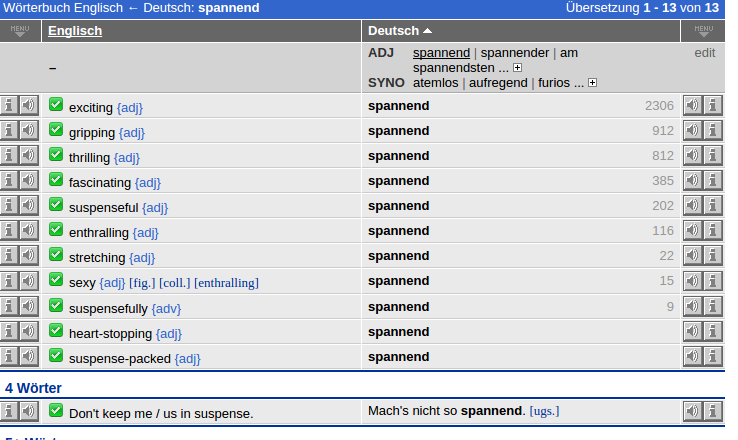 Wörterbuch Englisch ← Deutsch: spannend Übersetzung 1 - 13 von 13
MENU Englisch Deutsch MENU
– ADJ spannend | spannender | am spannendsten ... edit
SYNO atemlos | aufregend | furios ...
exciting {adj} spannend 2306
gripping {adj} spannend 912
thrilling {adj} spannend 812
fascinating {adj} spannend 385
suspenseful {adj} spannend 202
enthralling {adj} spannend 116
stretching {adj} spannend 22
sexy {adj} [fig.] [coll.] [enthralling] spannend 15
suspensefully {adv} spannend 9
heart-stopping {adj} spannend
suspense-packed {adj} spannend
4 Wörter
Don't keep me / us in suspense. Mach's nicht so spannend. [ugs.]